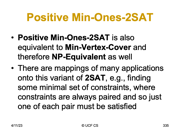 Positive Min-Ones-2SAT
• Positive Min-Ones-2SAT is also
equivalent to Min-Vertex-Cover and
therefore NP-Equivalent as well
• There are mappings of many applications
onto this variant of 2SAT, e.g., finding
some minimal set of constraints, where
constraints are always paired and so just
one of each pair must be satisfied
4/11/23
© UCF CS